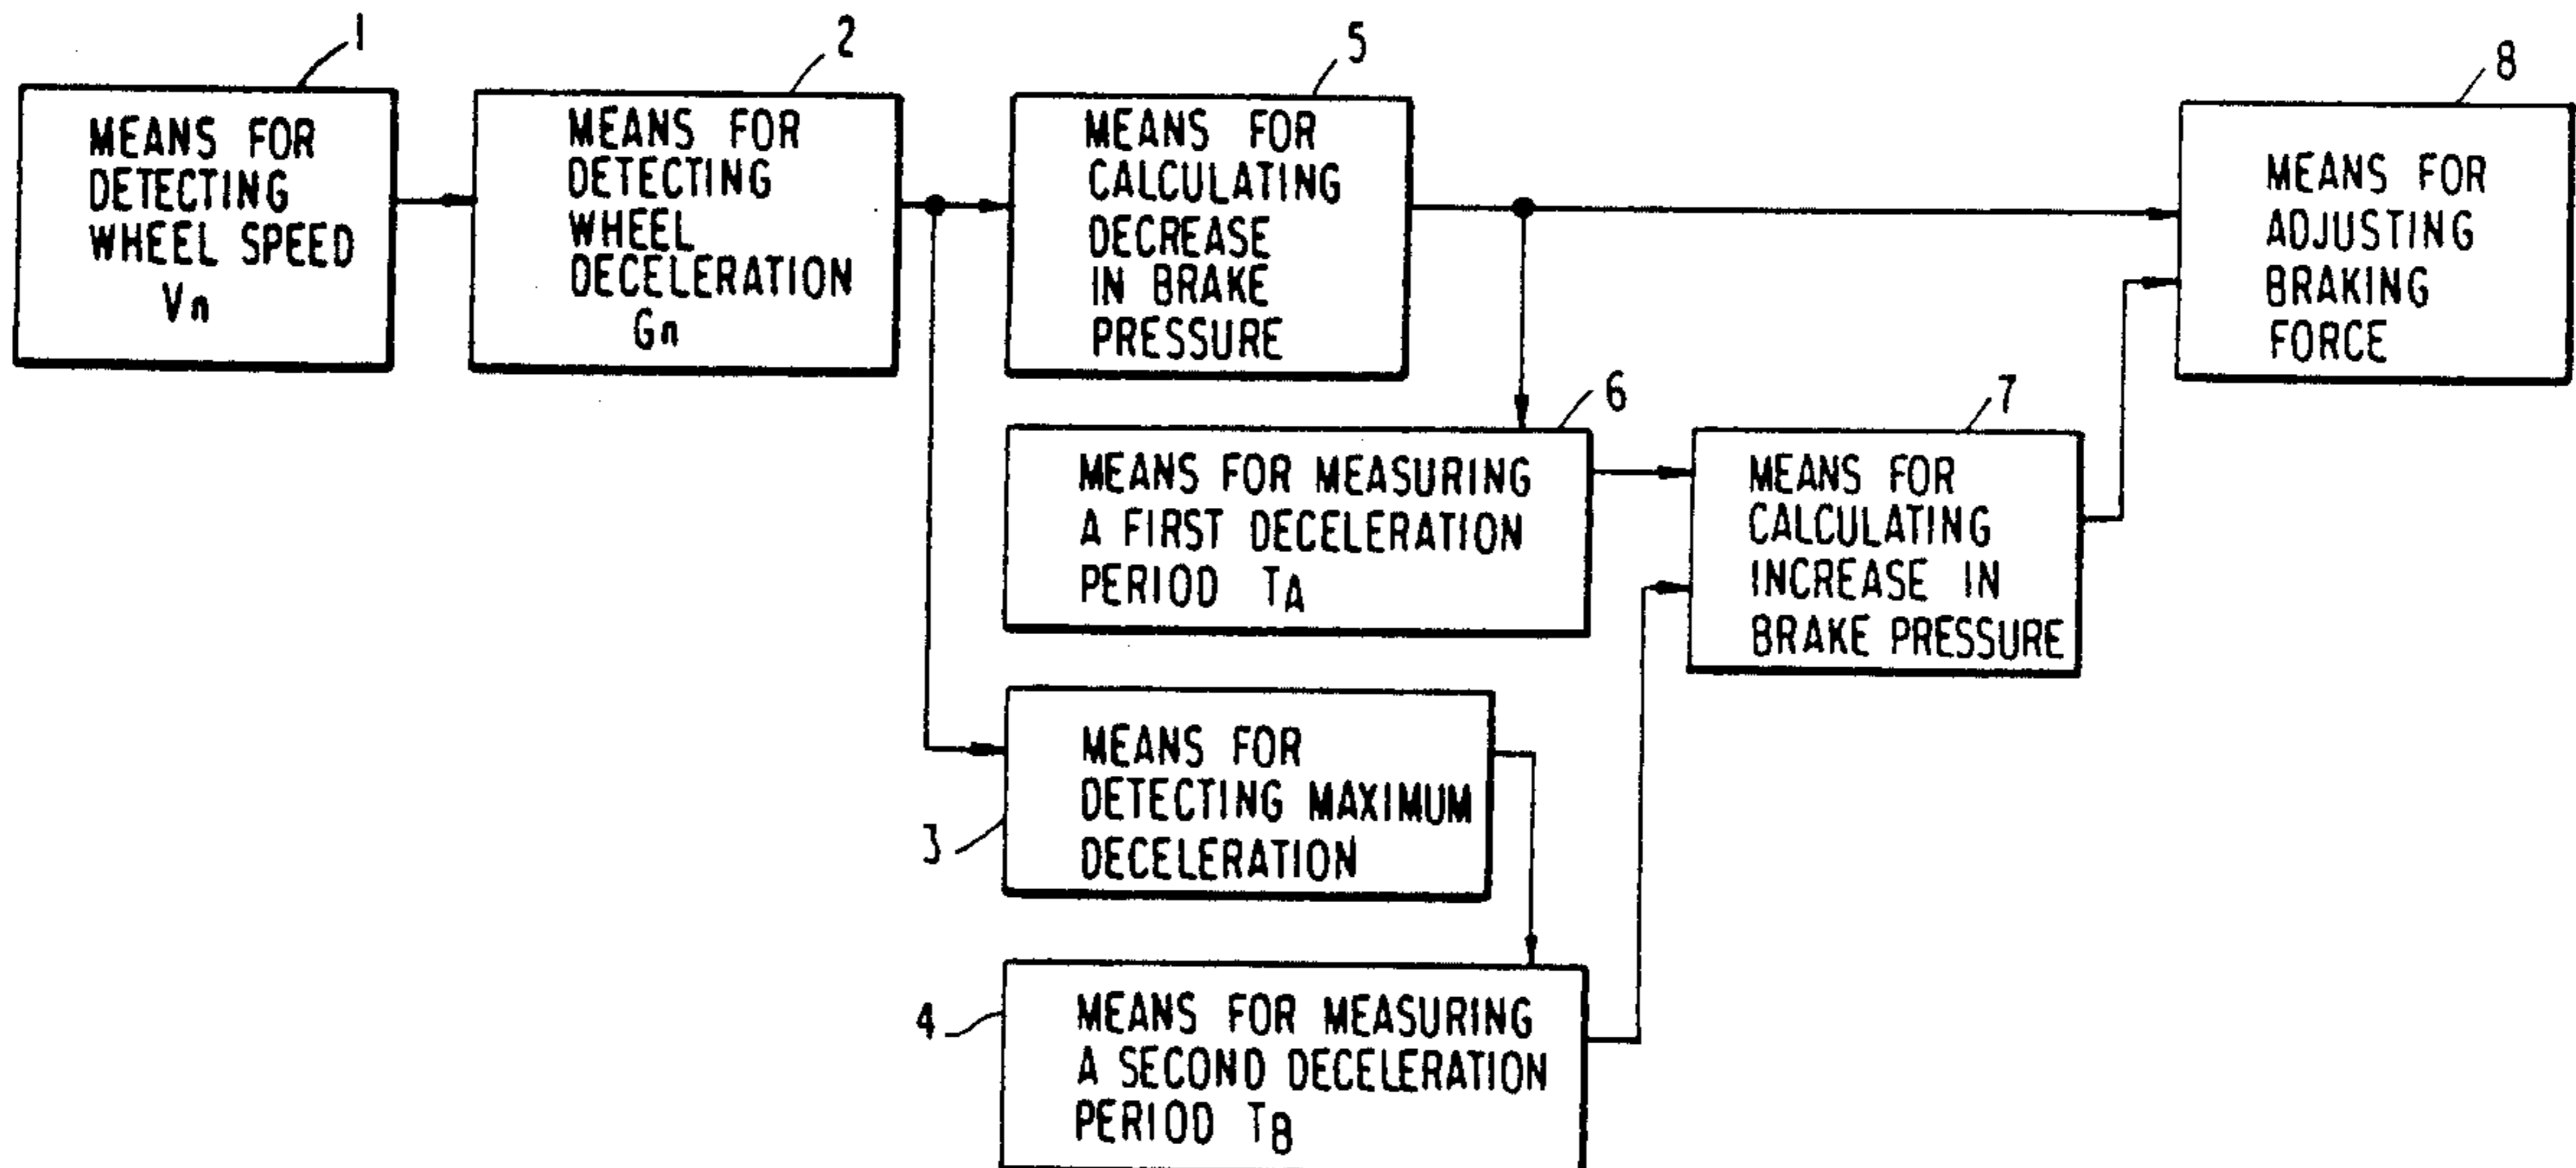 1
MEANS FOR
DETECTING
WHEEL SPEED
Vn
2
MEANS FOR
DETECTING
WHEEL
DECELERATION
Gn
5
MEANS FOR
CALCULATING
DECREASE
IN BRAKE
PRESSURE
8
MEANS FOR
ADJUSTING
BRAKING
FORCE
6
MEANS FOR MEASURING
A FIRST DECELERATION
PERIOD TA
7
MEANS FOR
CALCULATING
INCREASE IN
BRAKE PRESSURE
3
MEANS FOR
DETECTING MAXIMUM
DECELERATION
4
MEANS FOR MEASURING
A SECOND DECELERATION
PERIOD TB